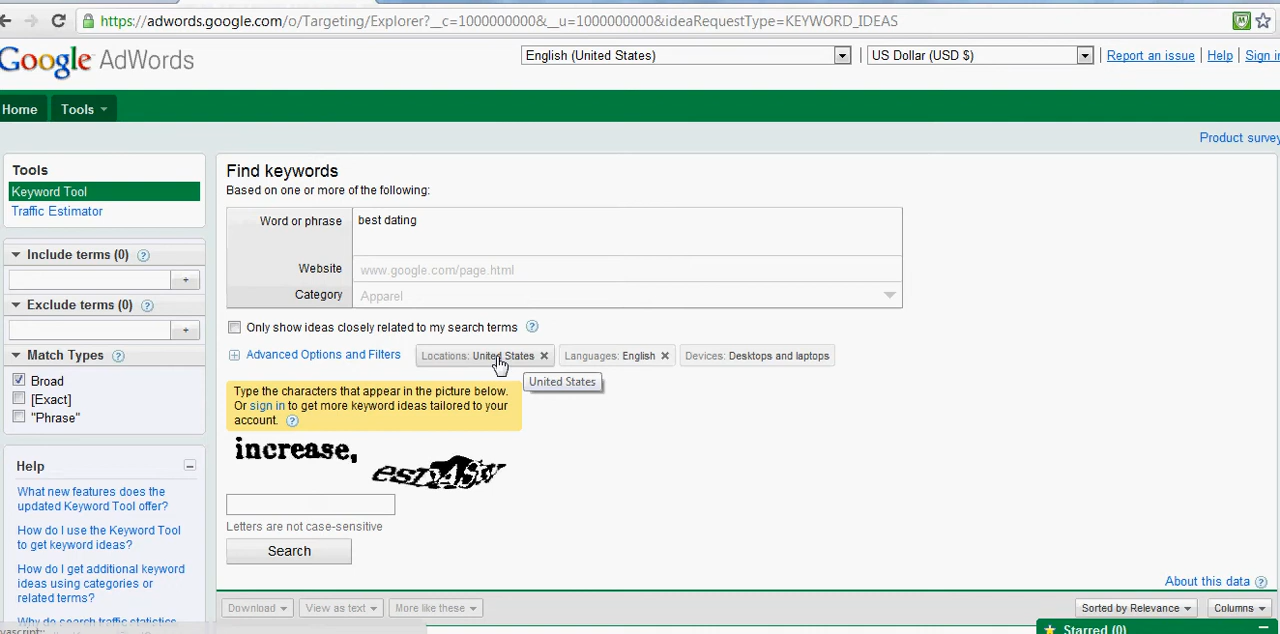 https://adwords.google.com/o/Targeting/Explorer?__c=1000000000&__u=1000000000&ideaRequestType=KEYWORD_IDEAS
Google AdWords
English (United States)
US Dollar (USD $)
Report an issue
Help
Sign in
Home
Tools
Product survey
Tools
Keyword Tool
Traffic Estimator
Include terms (0)
Exclude terms (0)
Match Types
Broad
[Exact]
"Phrase"
Help
What new features does the
updated Keyword Tool offer?
How do I use the Keyword Tool
to get keyword ideas?
How do I get additional keyword
ideas using categories or
related terms?
Why do search traffic statistics
Find keywords
Based on one or more of the following:
Word or phrase
best dating
Website
www.google.com/page.html
Category
Apparel
Only show ideas closely related to my search terms
Advanced Options and Filters
Locations: United States
Languages: English
Devices: Desktops and laptops
United States
Type the characters that appear in the picture below.
Or sign in to get more keyword ideas tailored to your
account.
increase,
Letters are not case-sensitive
Search
About this data
Download
View as text
More like these
Sorted by Relevance
Columns
Starred (0)